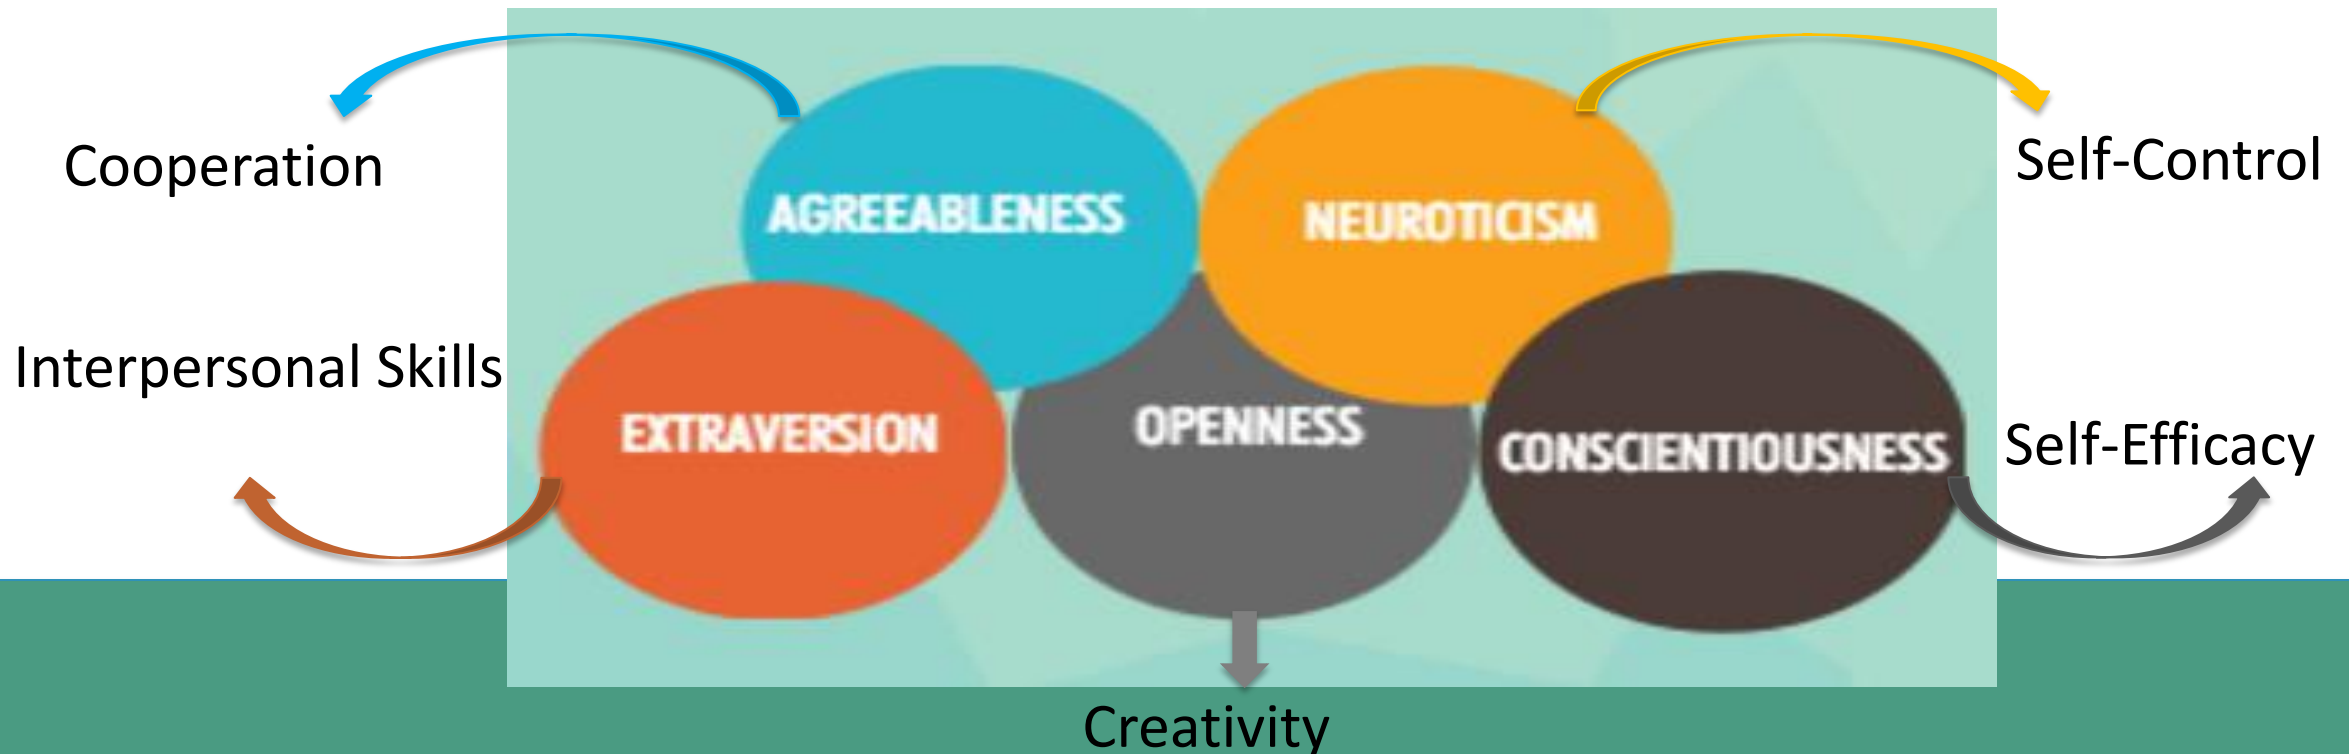 Cooperation
Self-Control
AGREEABLENESS
NEUROTICISM
Interpersonal Skills
EXTRAVERSION
OPENNESS
CONSCIENTIOUSNESS
Self-Efficacy
Creativity